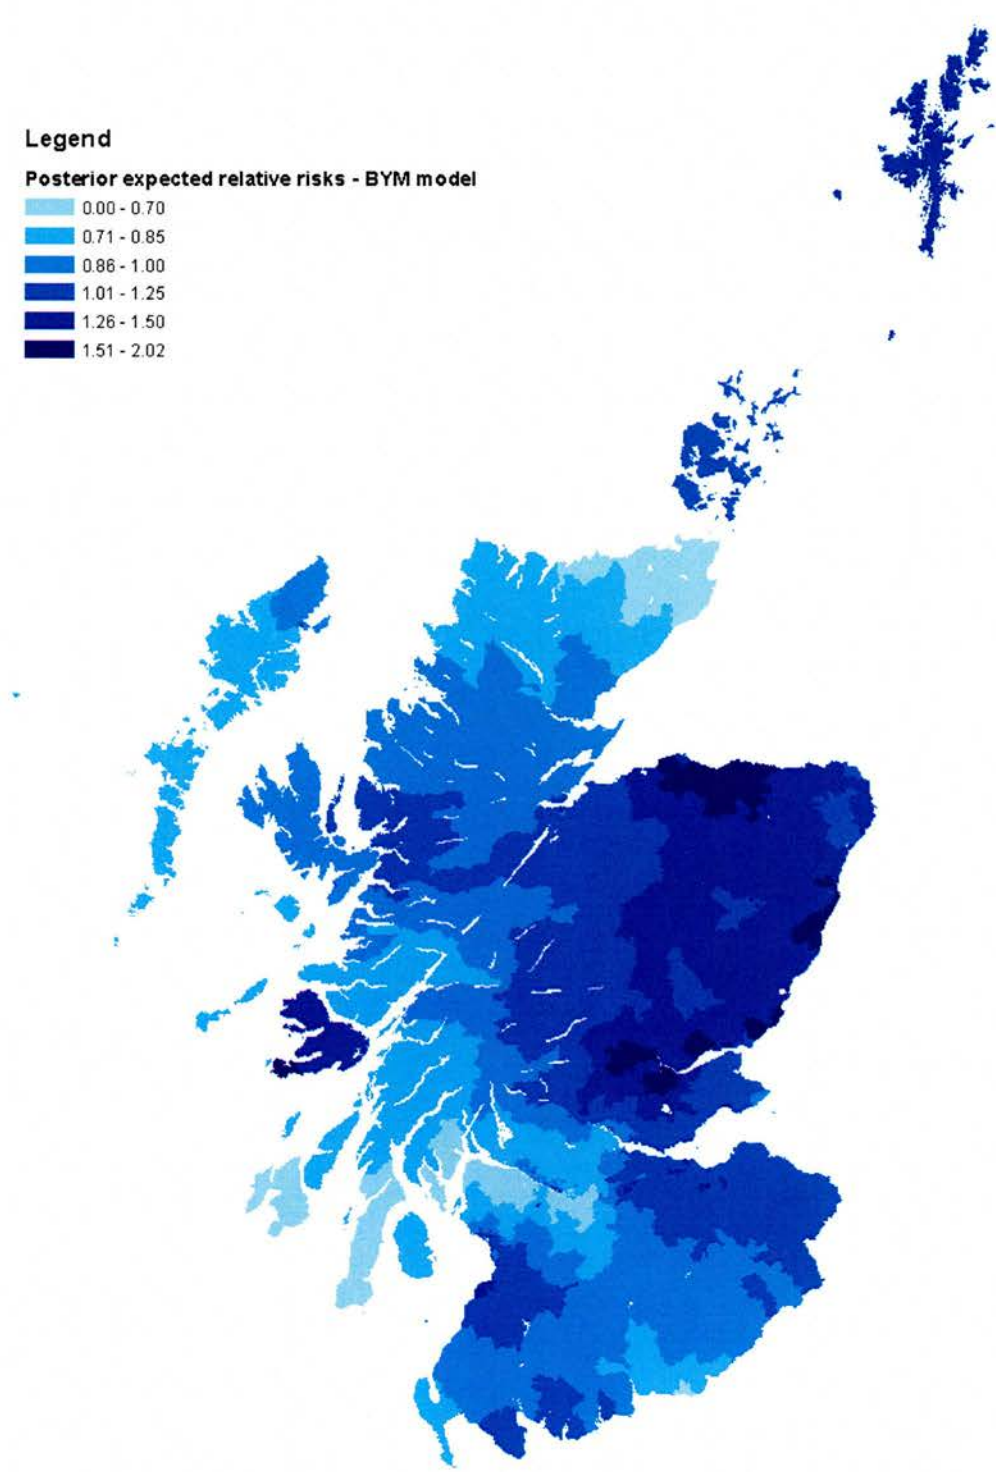 Legend
Posterior expected relative risks - BYM model
0.00 - 0.70
0.71 - 0.85
0.86 - 1.00
1.01 - 1.25
1.26 - 1.50
1.51 - 2.02